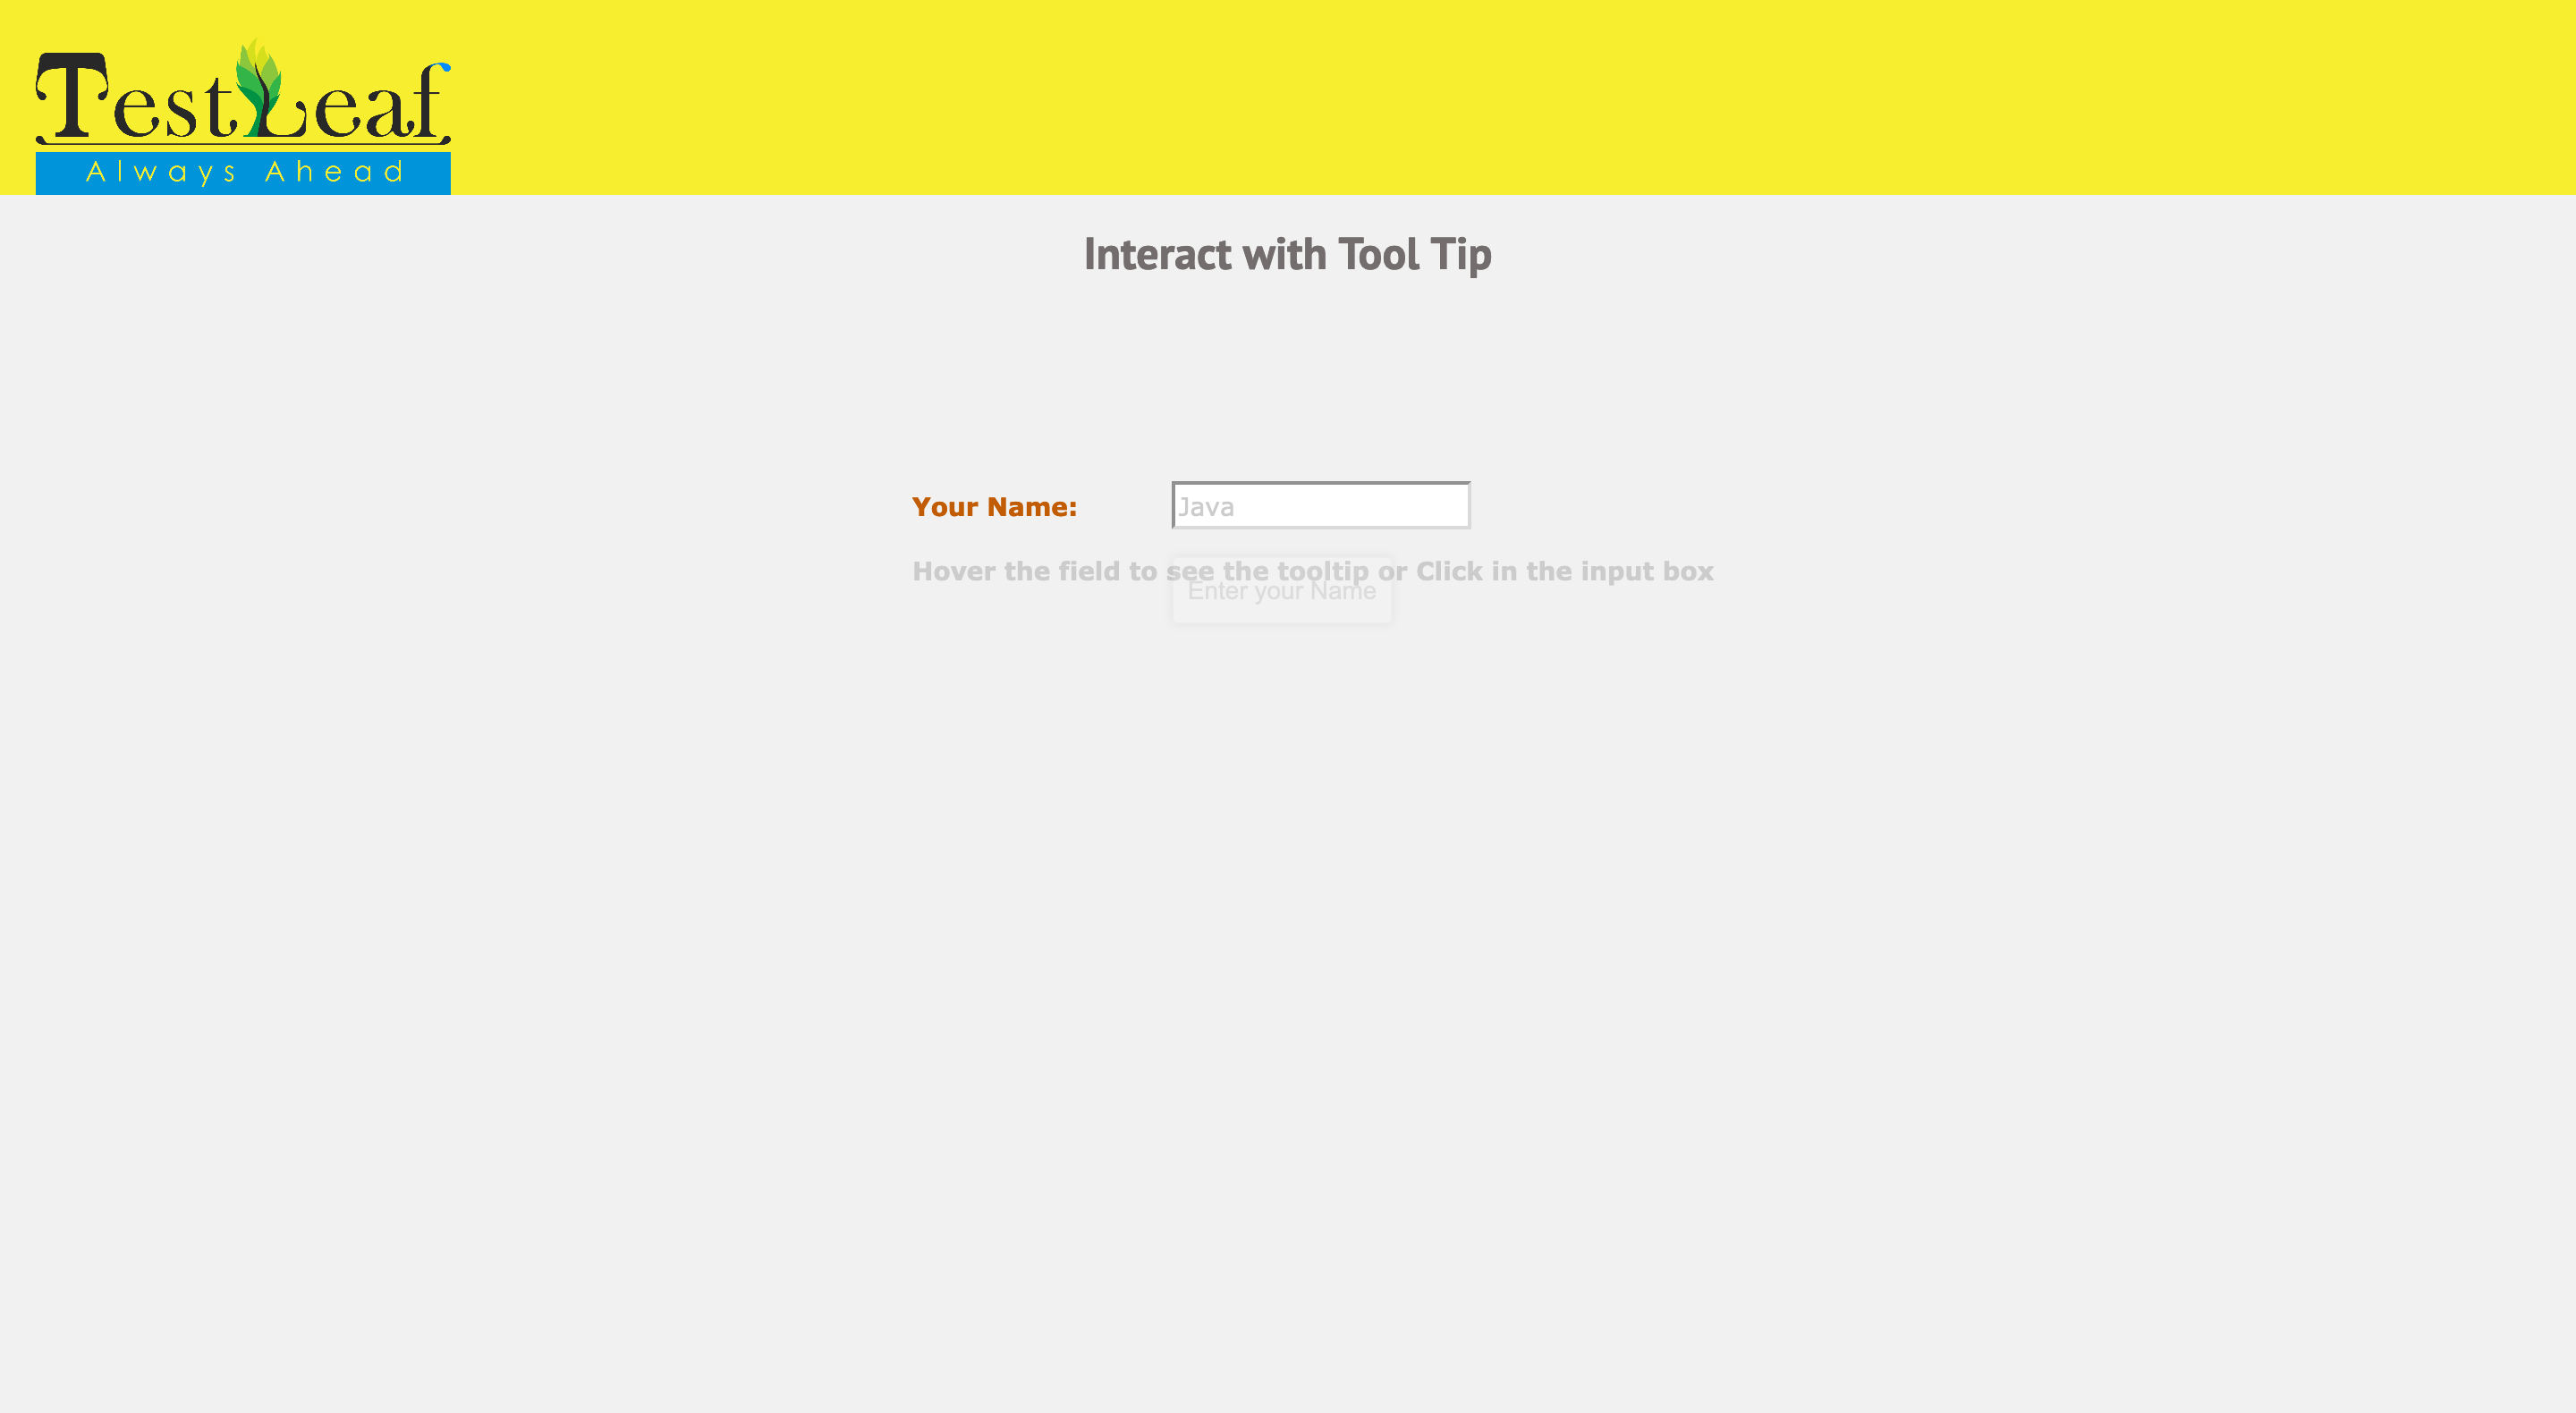 TestLeaf
Always Ahead
Interact with Tool Tip
Your Name:
Java
Hover the field to see the tooltip or Click in the input box
Enter your Name